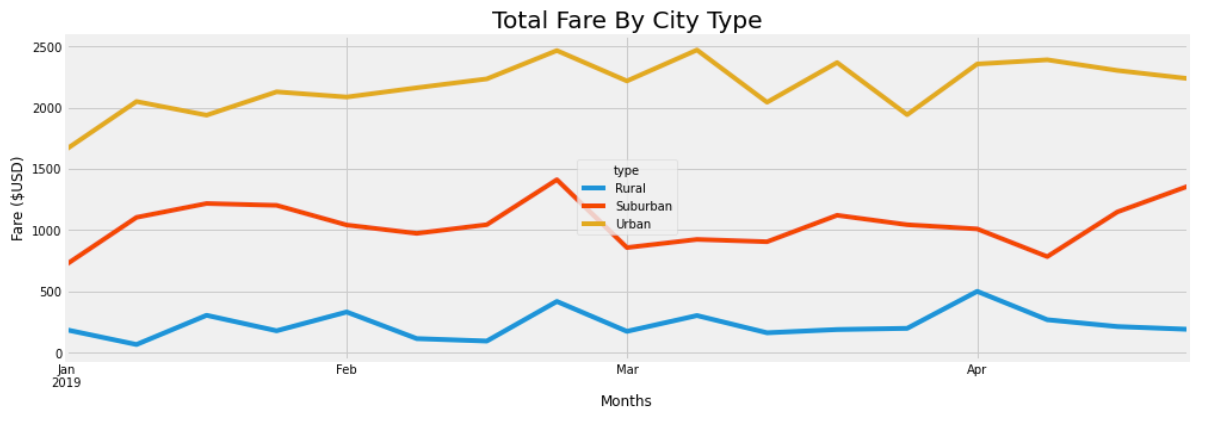 Total Fare By City Type
2500
2000
1500
1000
500
0
Fare ($USD)
type
Rural
Suburban
Urban
Jan
2019
Feb
Mar
Apr
Months